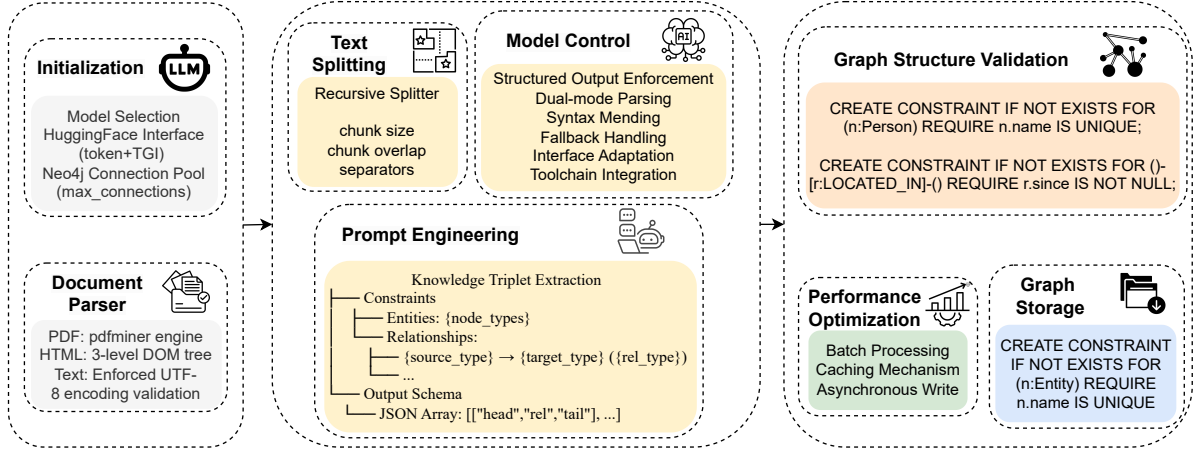 Initialization
LLM
Model Selection
HuggingFace Interface
(token+TGI)
Neo4j Connection Pool
(max_connections)
Document
Parser
PDF: pdfminer engine
HTML: 3-level DOM tree
Text: Enforced UTF-
8 encoding validation
Text
Splitting
Recursive Splitter
chunk size
chunk overlap
separators
Model Control
AI
Structured Output Enforcement
Dual-mode Parsing
Syntax Mending
Fallback Handling
Interface Adaptation
Toolchain Integration
Prompt Engineering
Knowledge Triplet Extraction
Constraints
Entities: {node_types}
Relationships:
{source_type} → {target_type} ({rel_type})
...
Output Schema
JSON Array: [["head","rel","tail"], ...]
Graph Structure Validation
CREATE CONSTRAINT IF NOT EXISTS FOR
(n:Person) REQUIRE n.name IS UNIQUE;
CREATE CONSTRAINT IF NOT EXISTS FOR ()-
[r:LOCATED_IN]-() REQUIRE r.since IS NOT NULL;
Performance
Optimization
Batch Processing
Caching Mechanism
Asynchronous Write
Graph
Storage
CREATE CONSTRAINT
IF NOT EXISTS FOR
(n:Entity) REQUIRE
n.name IS UNIQUE